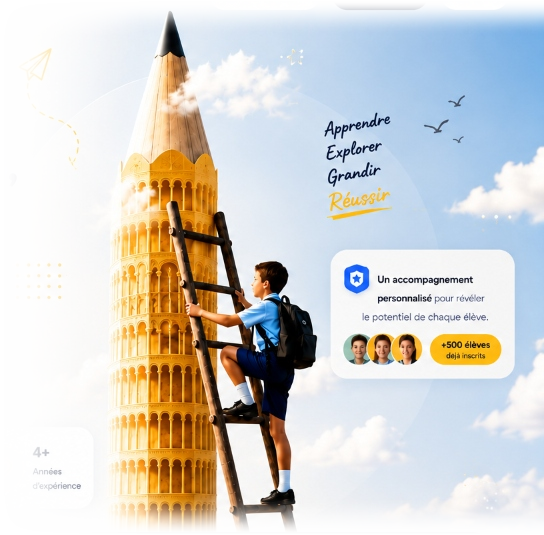 Apprendre
Explorer
Grandir
Réussir
Un accompagnement
personnalisé pour révéler
le potentiel de chaque élève.
+500 élèves
déjà inscrits
4+
Années
d'expérience